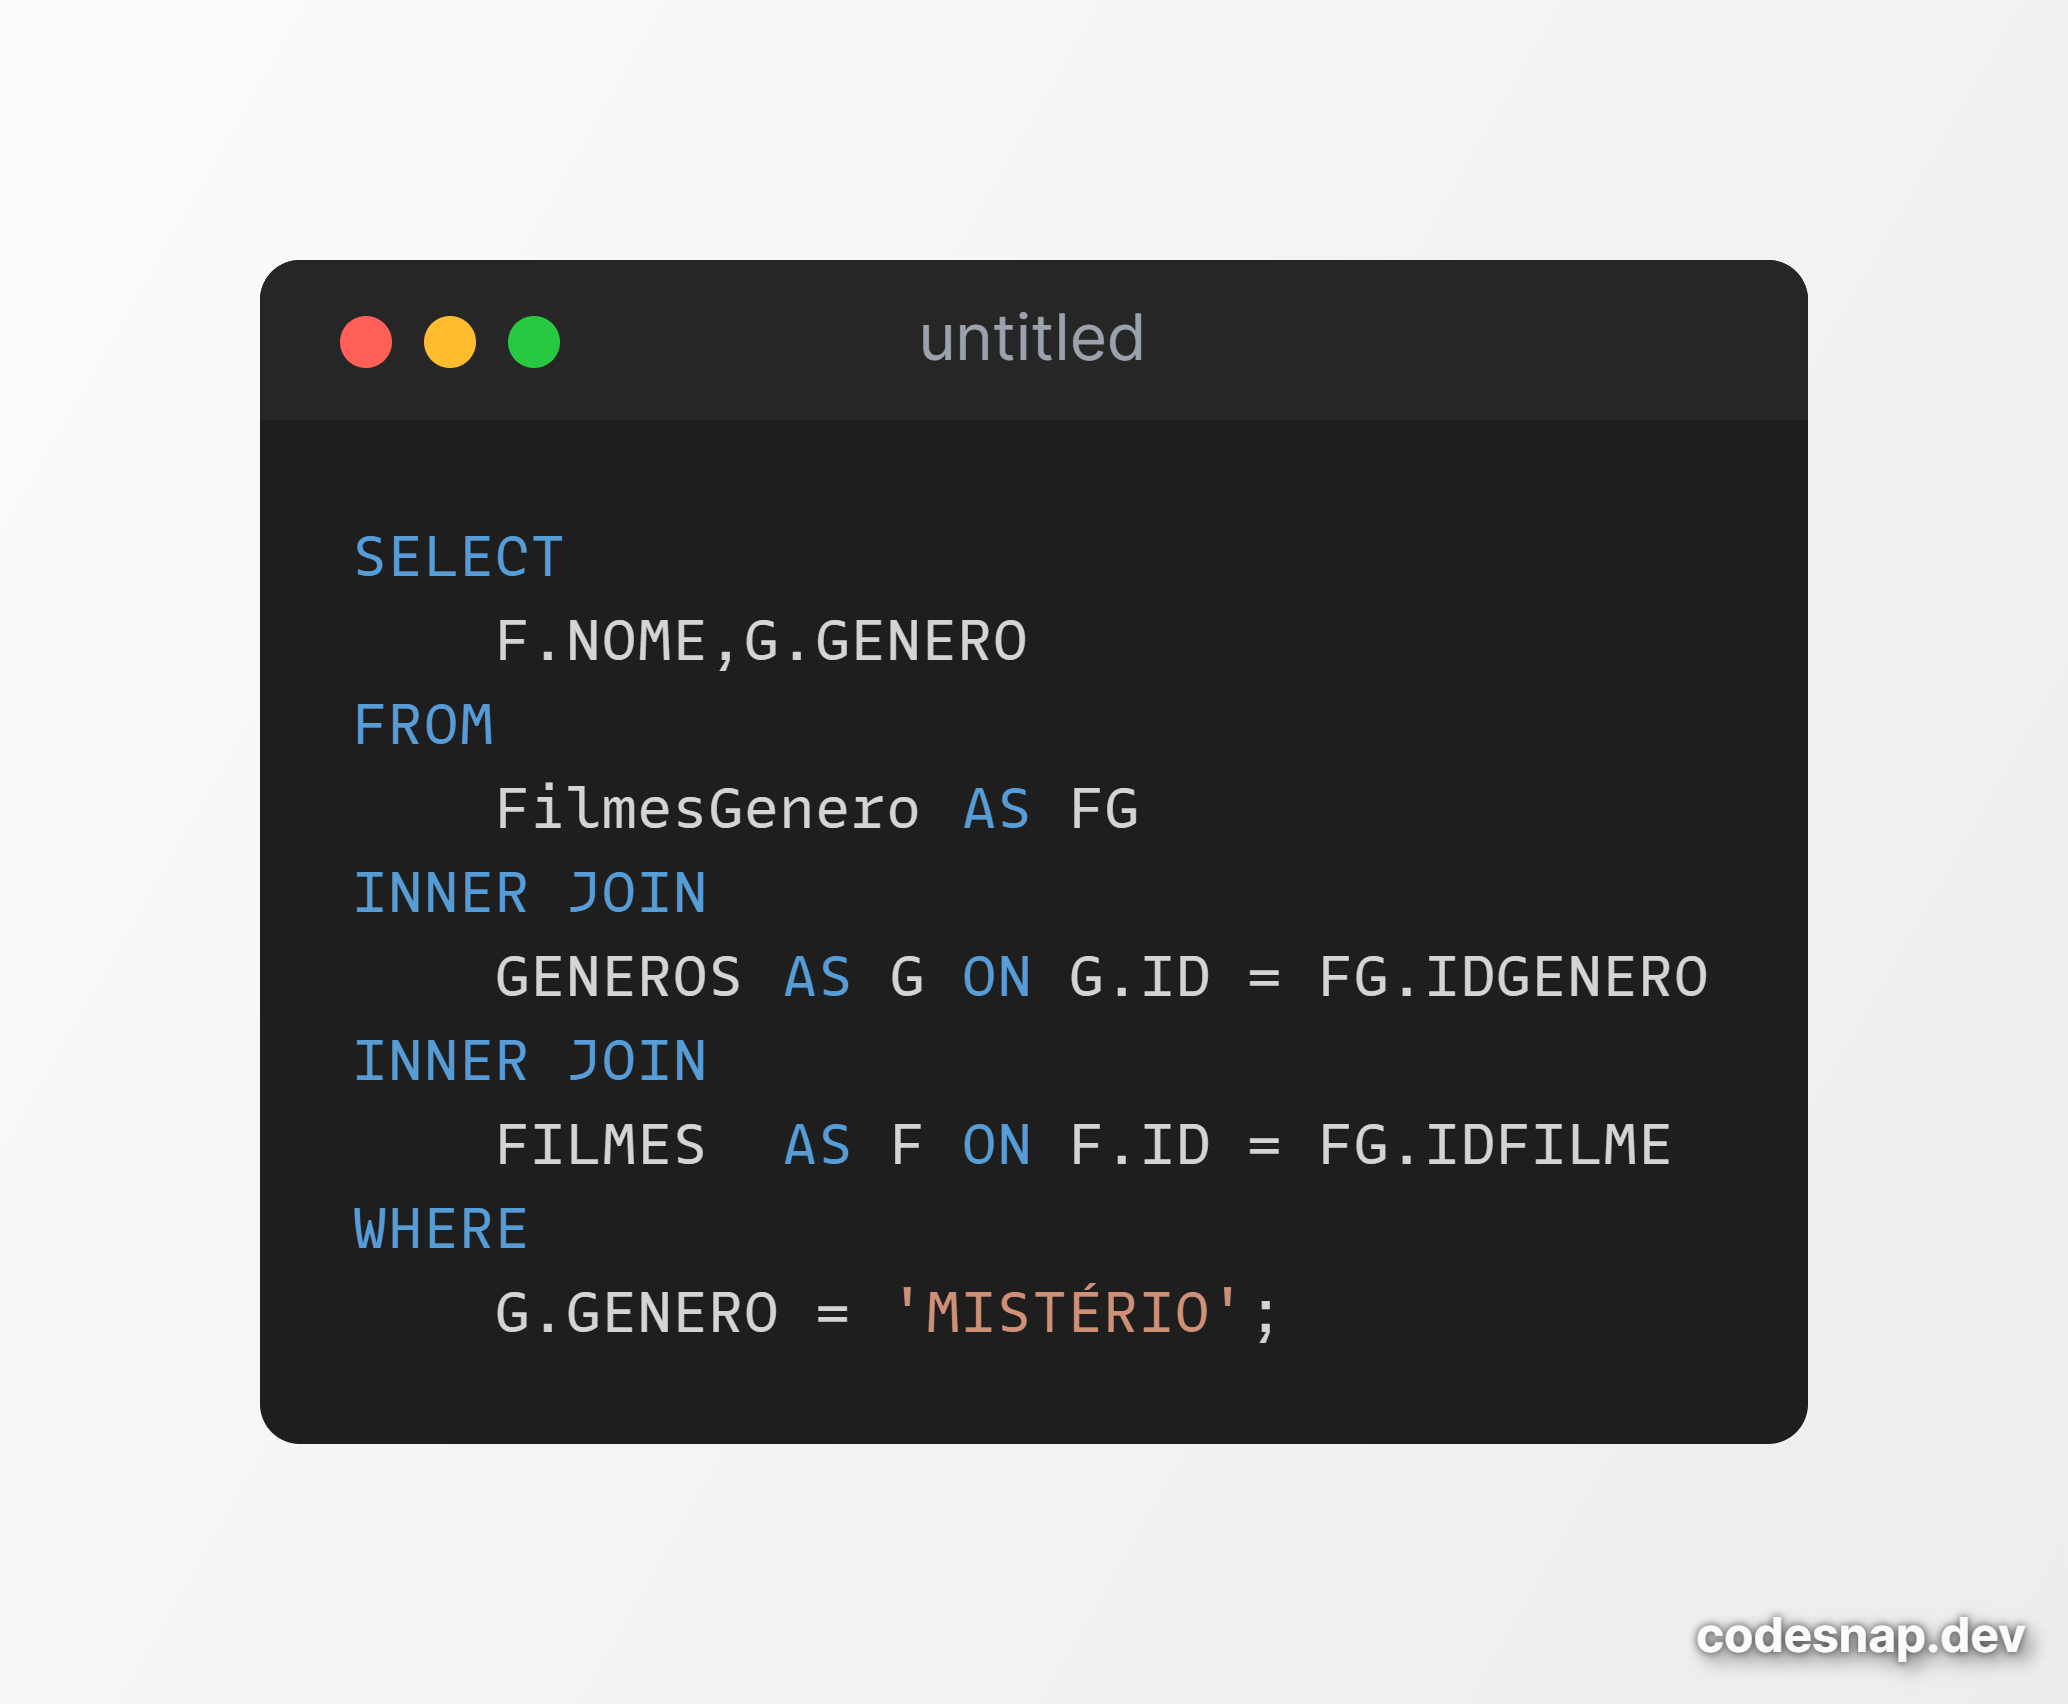 untitled
SELECT
    F.NOME,G.GENERO
FROM
    FilmesGenero AS FG
INNER JOIN
    GENEROS AS G ON G.ID = FG.IDGENERO
INNER JOIN
    FILMES  AS F ON F.ID = FG.IDFILME
WHERE
    G.GENERO = 'MISTÉRIO';
codesnap.dev